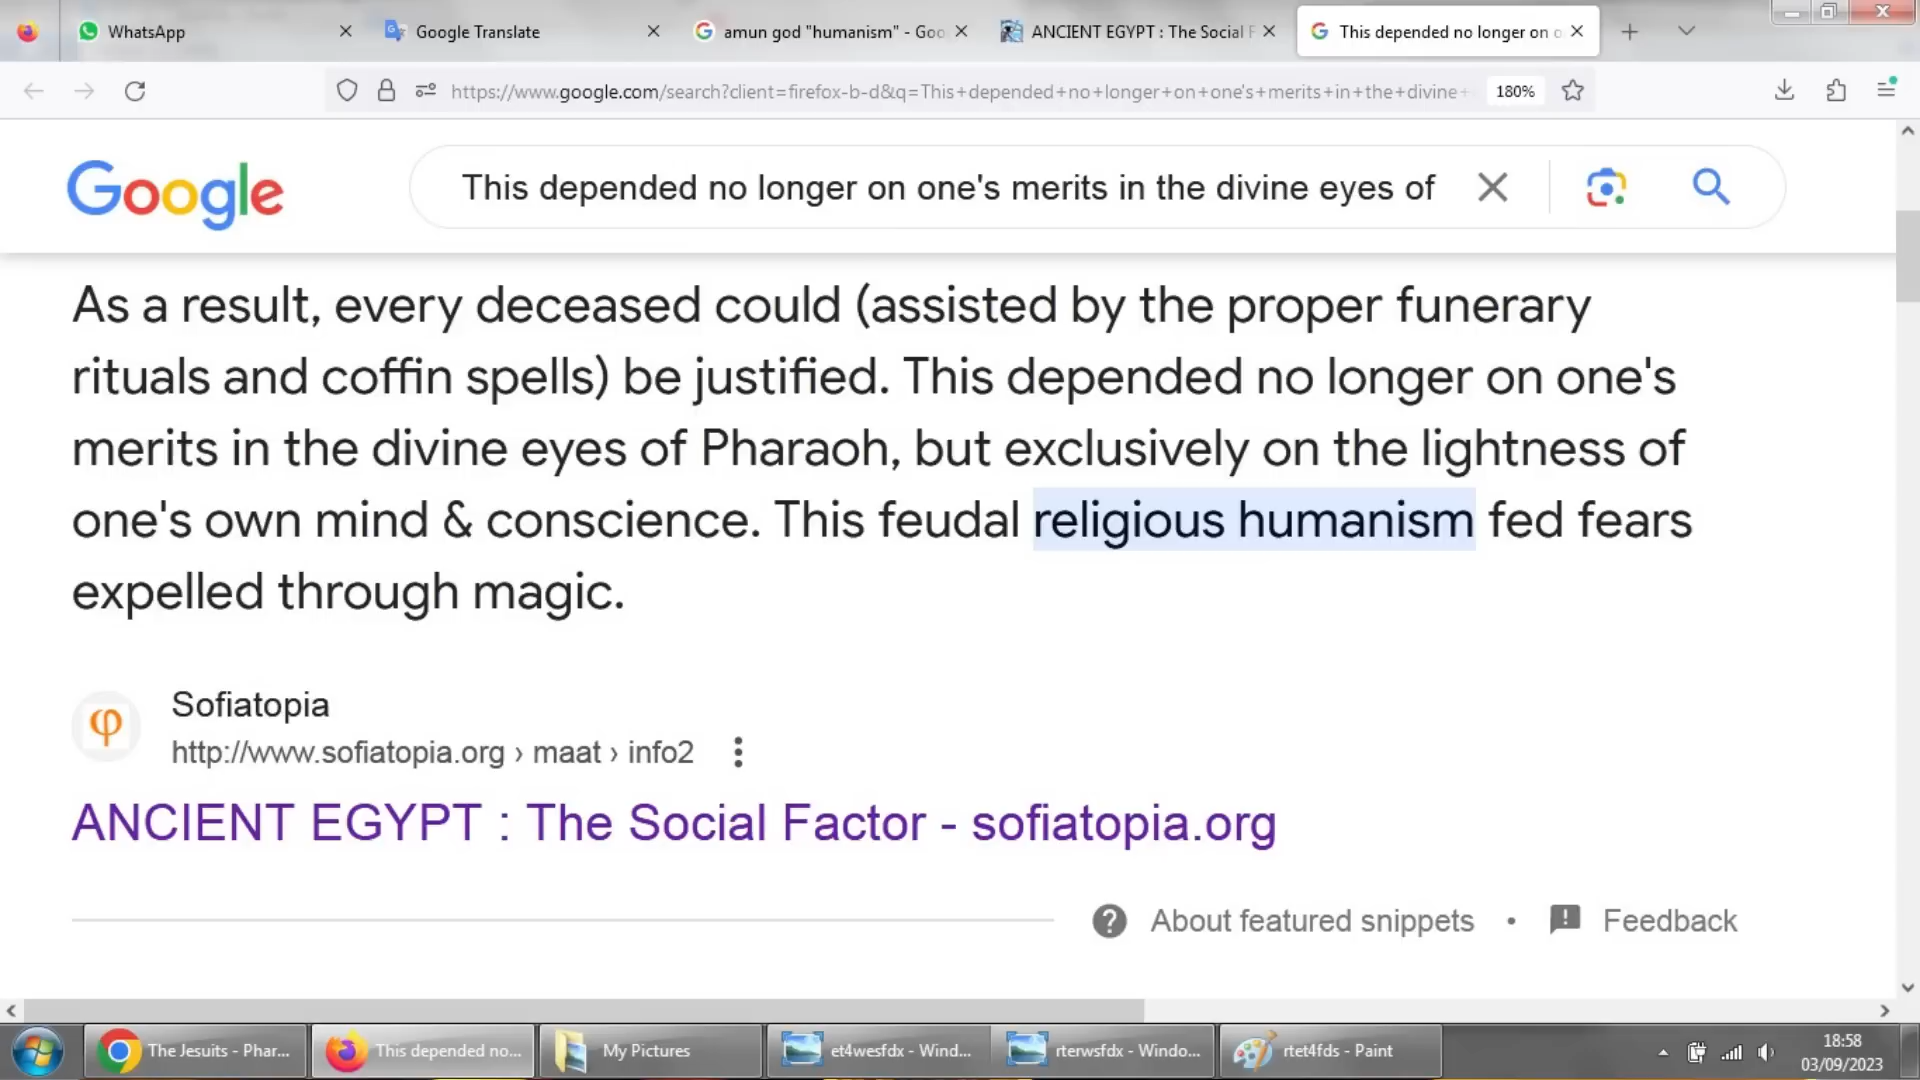 WhatsApp
Google Translate
amun god "humanism" - Goo
ANCIENT EGYPT : The Social F
This depended no longer on o
https://www.google.com/search?client=firefox-b-d&q=This+depended+no+longer+on+one's+merits+in+the+divine+
180%
Google
This depended no longer on one's merits in the divine eyes of
As a result, every deceased could (assisted by the proper funerary
rituals and coffin spells) be justified. This depended no longer on one's
merits in the divine eyes of Pharaoh, but exclusively on the lightness of
one's own mind & conscience. This feudal religious humanism fed fears
expelled through magic.
Sofiatopia
http://www.sofiatopia.org › maat › info2
ANCIENT EGYPT : The Social Factor - sofiatopia.org
About featured snippets • Feedback
The Jesuits - Phar...
This depended no...
My Pictures
et4wesfdx - Wind...
rterwsfdx - Windo...
rtet4fds - Paint
18:58
03/09/2023